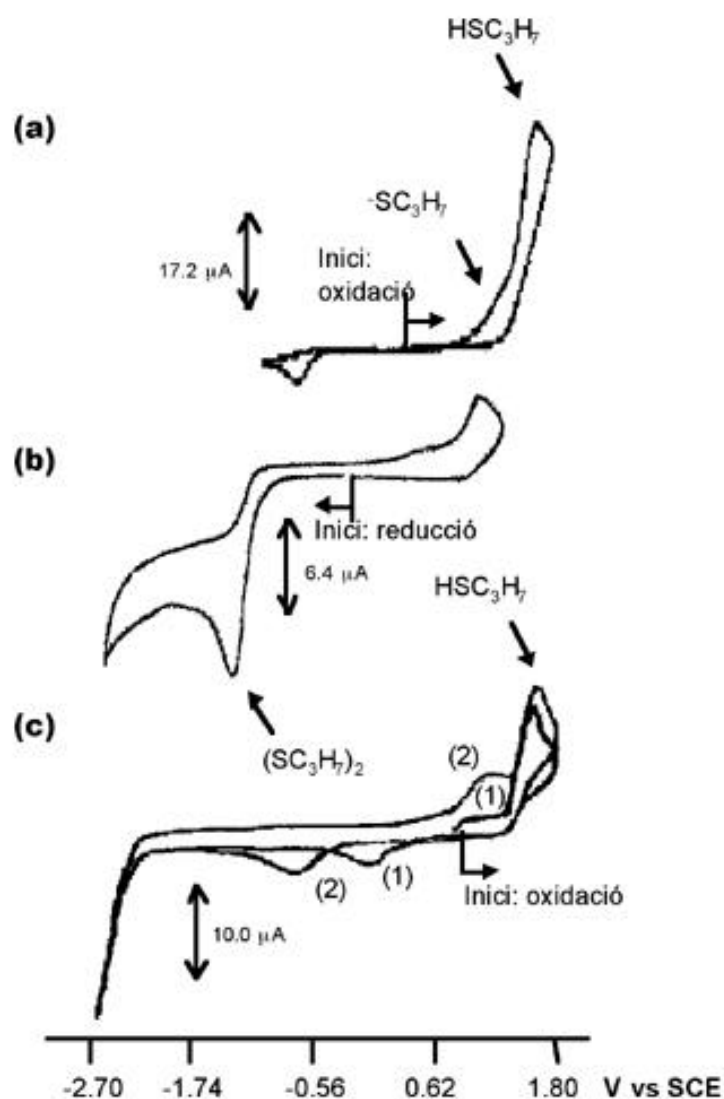 HSC₃H₇
(a)
⁻SC₃H₇
17.2 µA
Inici:
oxidació
(b)
Inici: reducció
6.4 µA
HSC₃H₇
(c)
(SC₃H₇)₂
(2)
(1)
(2)
(1)
Inici: oxidació
10.0 µA
-2.70 -1.74 -0.56 0.62 1.80 V vs SCE